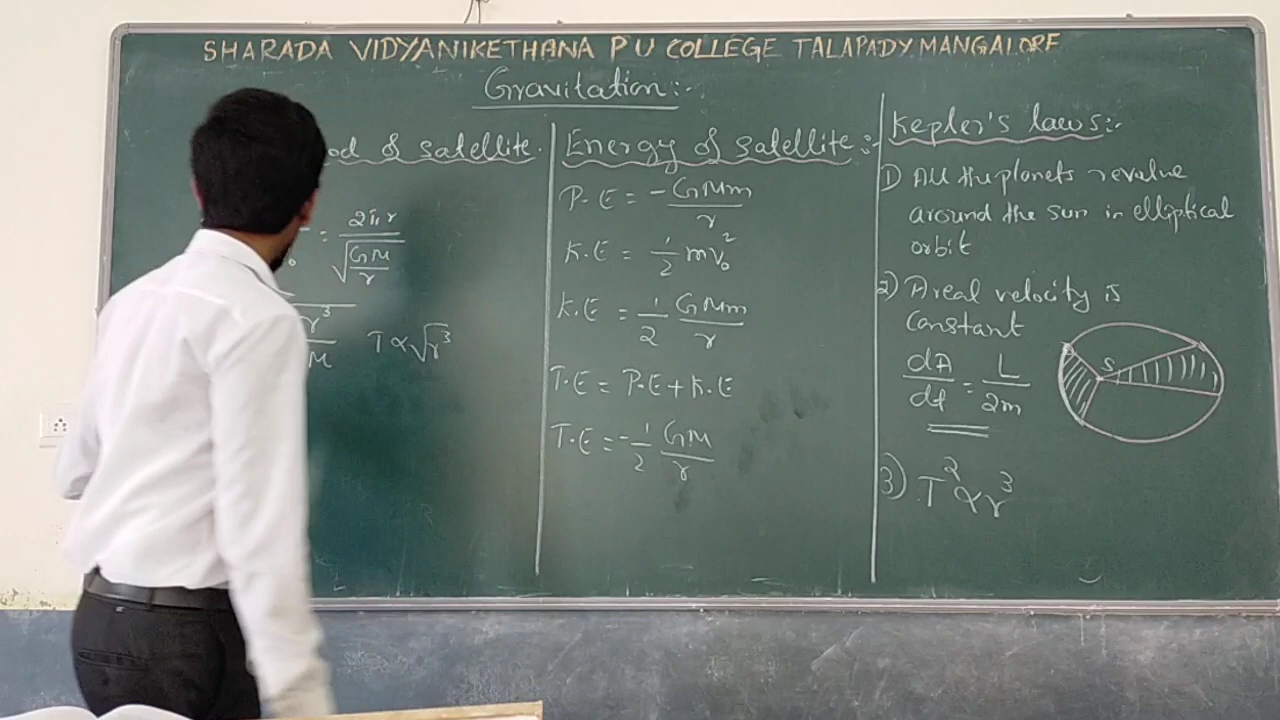 SHARADA VIDYANIKETHANA P U COLLEGE TALAPADY MANGALORE
Gravitation:-
od of satellite.
= 2πr / √(GM/r)
r³ / M T ∝ √r³
Energy of satellite:-
P.E = -GMm/r
K.E = 1/2 mv₀²
K.E = 1/2 GMm/r
T.E = P.E + K.E
T.E = -1/2 GM/r
Kepler's laws:-
1) All the planets revalue
around the sun in elliptical
orbit
2) Areal velocity is
constant
dA/dt = L/2m
S
3) T² ∝ r³